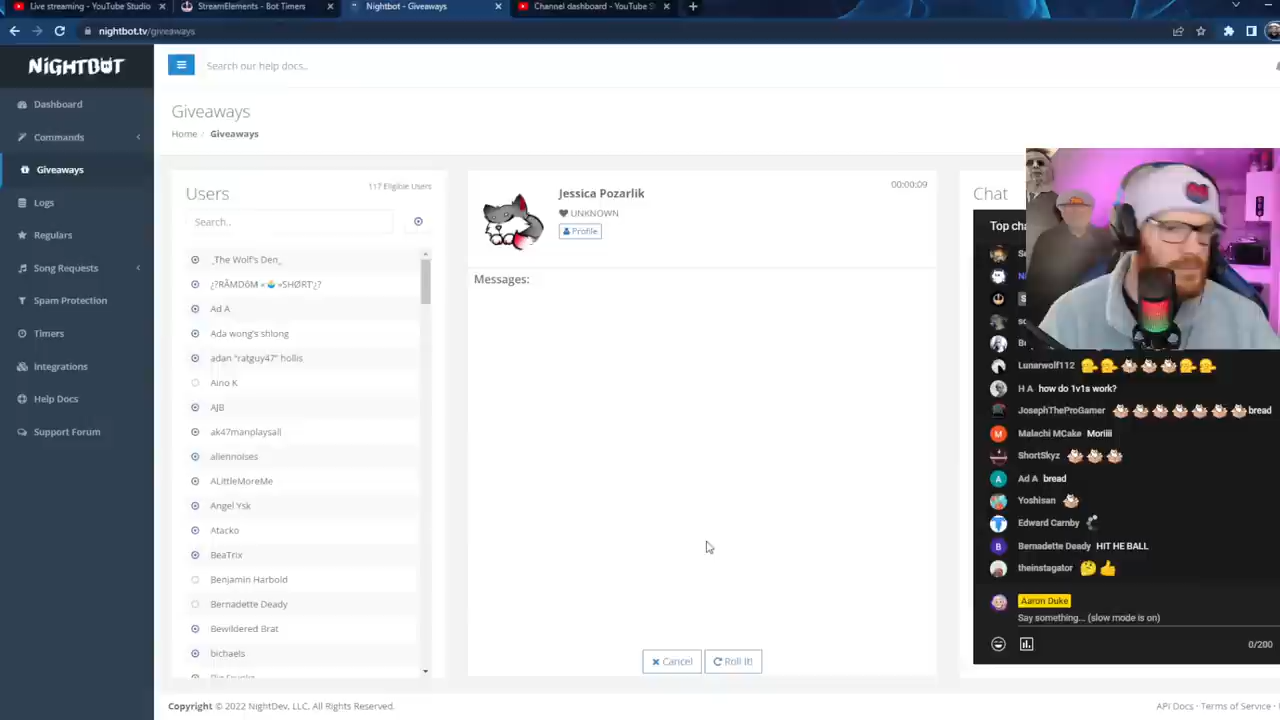 Live streaming - YouTube Studio
StreamElements - Bot Timers
Nightbot - Giveaways
Channel dashboard - YouTube S
nightbot.tv/giveaways
NIGHTBOT
Search our help docs..
Dashboard
Commands
Giveaways
Logs
Regulars
Song Requests
Spam Protection
Timers
Integrations
Help Docs
Support Forum
Giveaways
Home / Giveaways
Users
117 Eligible Users
Search..
_The Wolf's Den_
Ad A
Ada wong's shlong
adan "ratguy47" hollis
Aino K
AJB
ak47manplaysall
aliennoises
ALittleMoreMe
Angel Ysk
Atacko
BeaTrix
Benjamin Harbold
Bernadette Deady
Bewildered Brat
bichaels
Jessica Pozarlik
UNKNOWN
Profile
00:00:09
Messages:
Cancel
Roll It!
Chat
Top cha
Lunarwolf112
H A how do 1v1s work?
JosephTheProGamer bread
Malachi MCake Moriiii
ShortSkyz
Ad A bread
Yoshisan
Edward Carnby
Bernadette Deady HIT HE BALL
theinstagator
Aaron Duke
Say something... (slow mode is on)
0/200
Copyright © 2022 NightDev, LLC, All Rights Reserved.
API Docs · Terms of Service ·